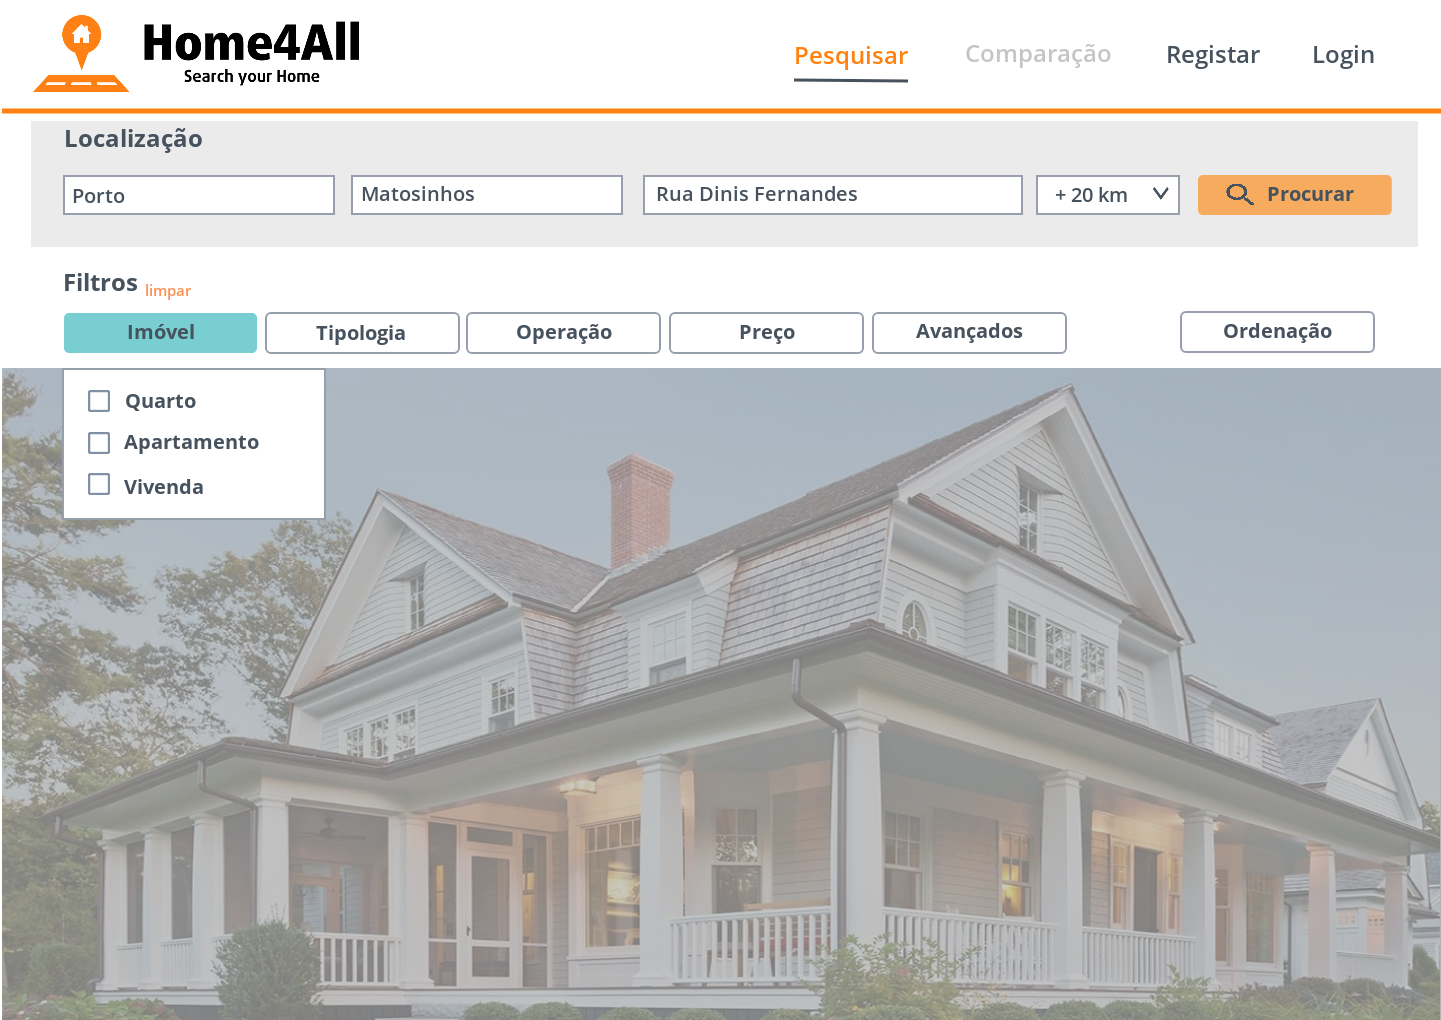 Home4All
Search your Home
Pesquisar Comparação Registar Login
Localização
Porto Matosinhos Rua Dinis Fernandes + 20 km Procurar
Filtros limpar
Imóvel Tipologia Operação Preço Avançados Ordenação
Quarto
Apartamento
Vivenda